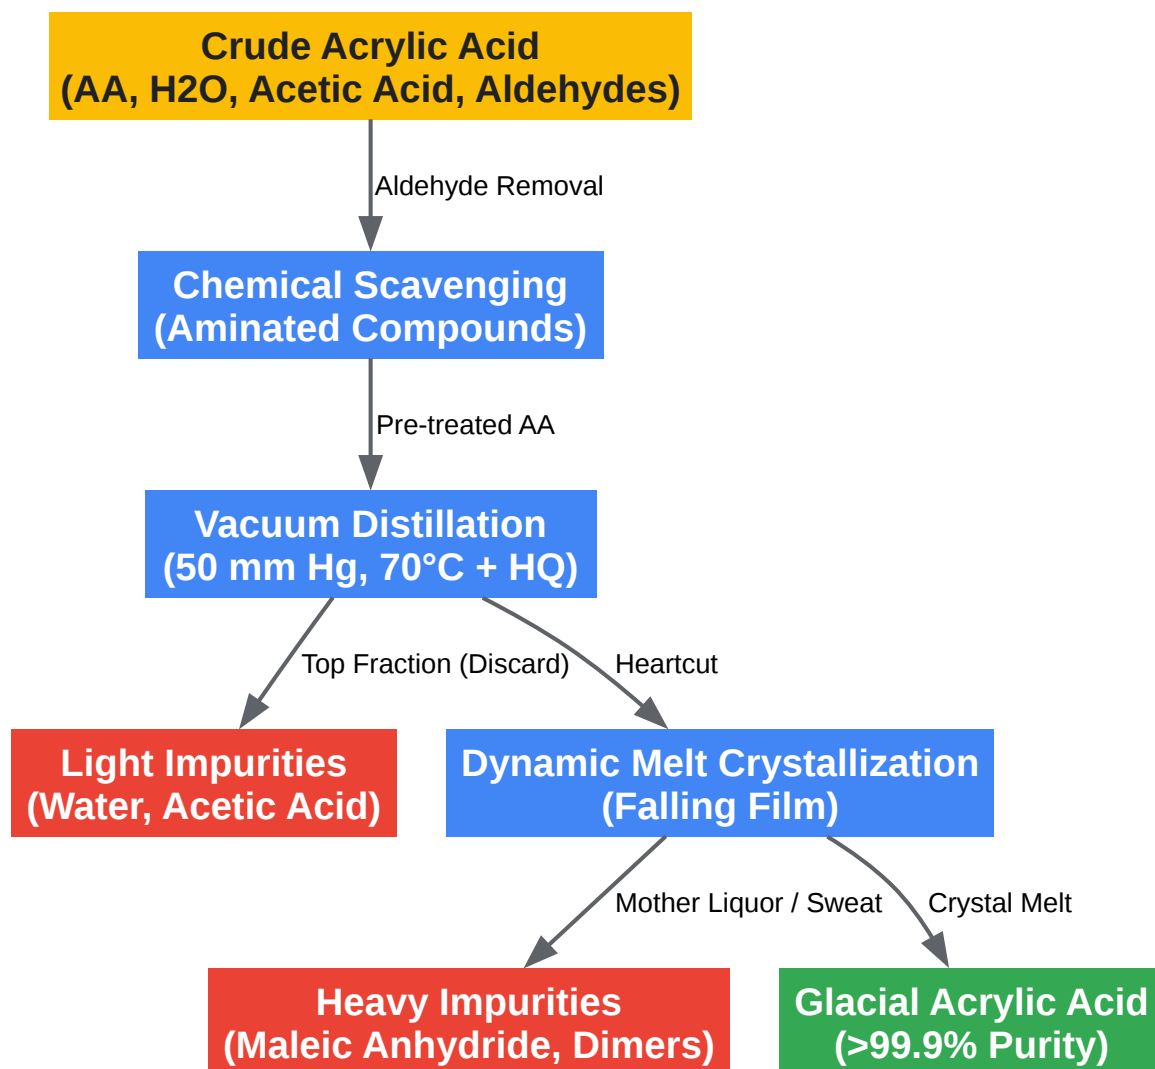 Crude Acrylic Acid
(AA, H2O, Acetic Acid, Aldehydes)
Aldehyde Removal
Chemical Scavenging
(Aminated Compounds)
Pre-treated AA
Vacuum Distillation
(50 mm Hg, 70°C + HQ)
Top Fraction (Discard)
Heartcut
Light Impurities
(Water, Acetic Acid)
Dynamic Melt Crystallization
(Falling Film)
Mother Liquor / Sweat
Crystal Melt
Heavy Impurities
(Maleic Anhydride, Dimers)
Glacial Acrylic Acid
(>99.9% Purity)